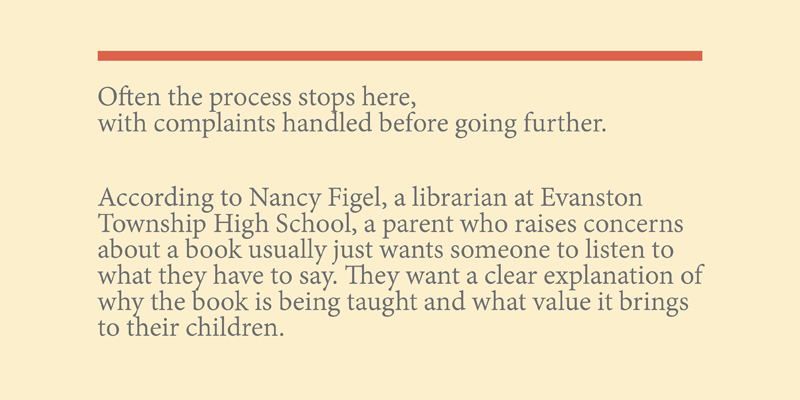 Often the process stops here,
with complaints handled before going further.
According to Nancy Figel, a librarian at Evanston
Township High School, a parent who raises concerns
about a book usually just wants someone to listen to
what they have to say. They want a clear explanation of
why the book is being taught and what value it brings
to their children.